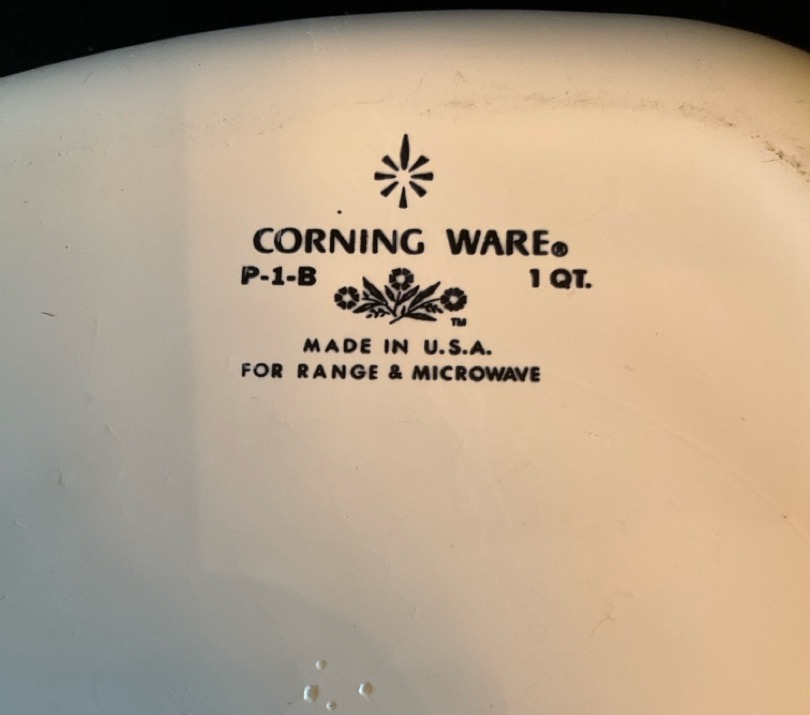 CORNING WARE®
P-1-B 1 QT.
TM
MADE IN U.S.A.
FOR RANGE & MICROWAVE